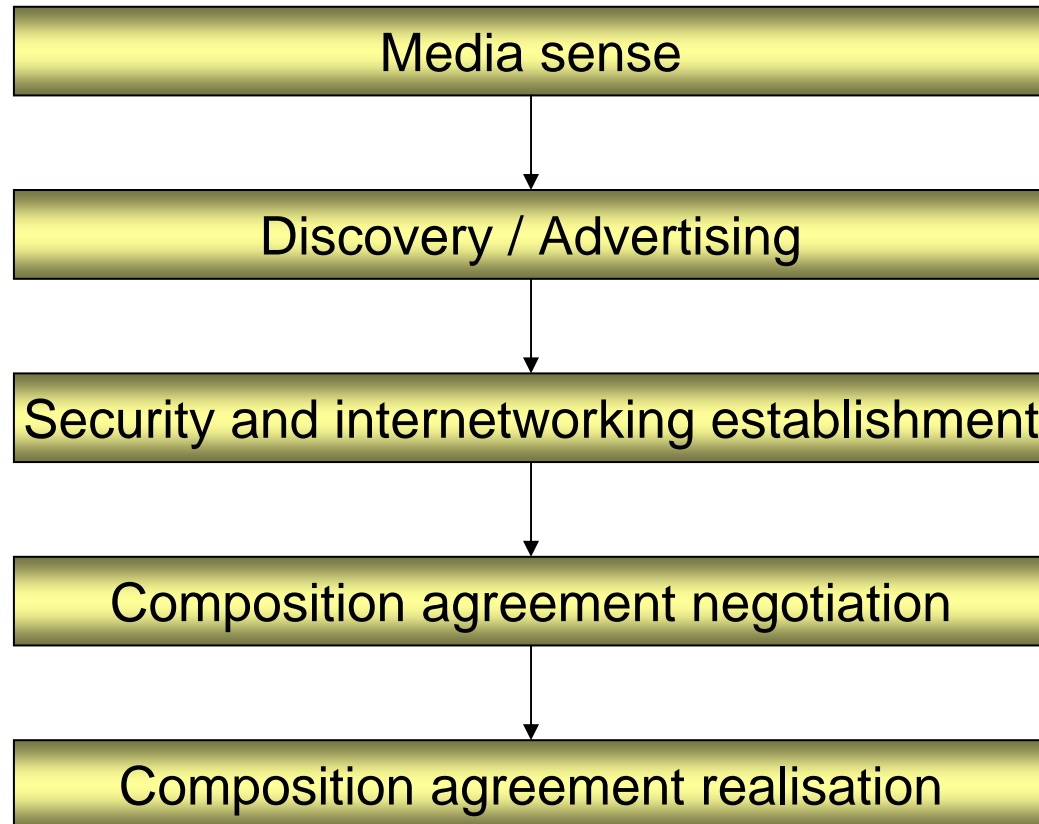 Media sense
Discovery / Advertising
Security and internetworking establishment
Composition agreement negotiation
Composition agreement realisation